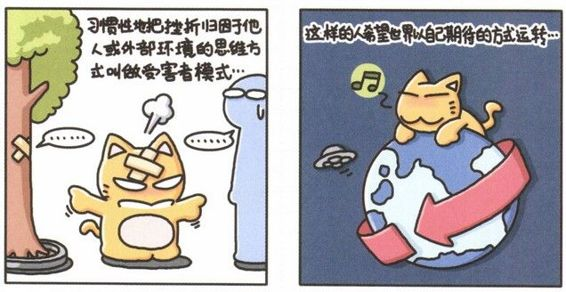 习惯性地把挫折归因于他
人或外部环境的思维方
式叫做受害者模式…
………
………
这样的人希望世界以自己期待的方式运转…